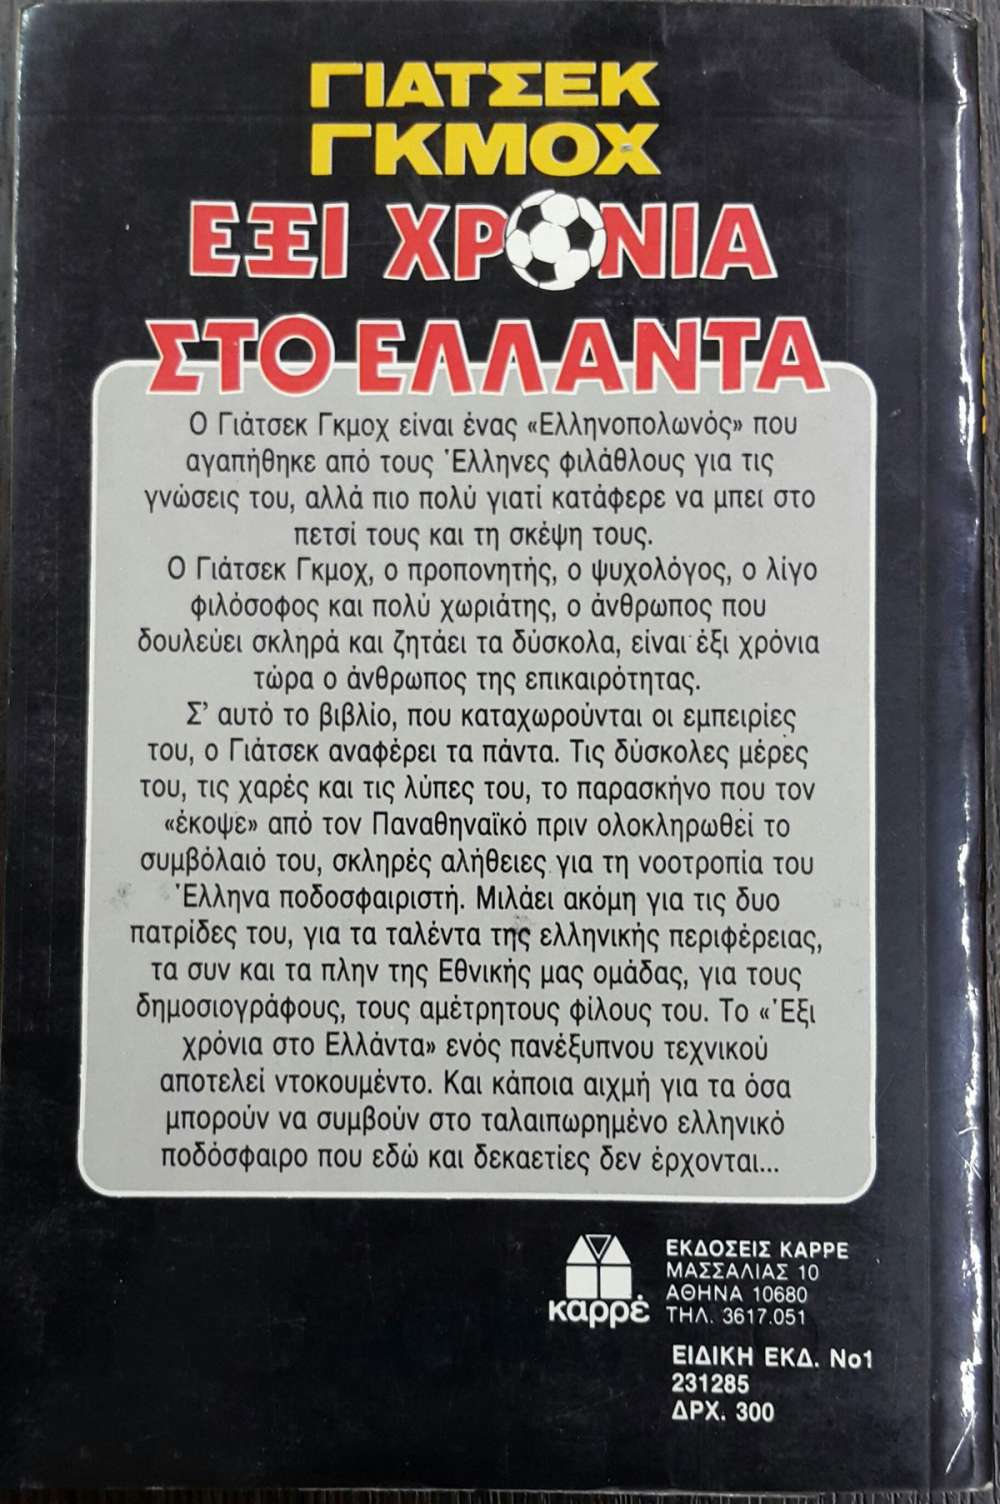 ΓΙΑΤΣΕΚ
ΓΚΜΟΧ
ΕΞΙ ΧΡΟΝΙΑ
ΣΤΟ ΕΛΛΑΝΤΑ
Ο Γιάτσεκ Γκμοχ είναι ένας «Ελληνοπολωνός» που
αγαπήθηκε από τους Έλληνες φιλάθλους για τις
γνώσεις του, αλλά πιο πολύ γιατί κατάφερε να μπει στο
πετσί τους και τη σκέψη τους.
Ο Γιάτσεκ Γκμοχ, ο προπονητής, ο ψυχολόγος, ο λίγο
φιλόσοφος και πολύ χωριάτης, ο άνθρωπος που
δουλεύει σκληρά και ζητάει τα δύσκολα, είναι έξι χρόνια
τώρα ο άνθρωπος της επικαιρότητας.
Σ' αυτό το βιβλίο, που καταχωρούνται οι εμπειρίες
του, ο Γιάτσεκ αναφέρει τα πάντα. Τις δύσκολες μέρες
του, τις χαρές και τις λύπες του, το παρασκήνο που τον
«έκοψε» από τον Παναθηναϊκό πριν ολοκληρωθεί το
συμβόλαιό του, σκληρές αλήθειες για τη νοοτροπία του
Έλληνα ποδοσφαιριστή. Μιλάει ακόμη για τις δυο
πατρίδες του, για τα ταλέντα της ελληνικής περιφέρειας,
τα συν και τα πλην της Εθνικής μας ομάδας, για τους
δημοσιογράφους, τους αμέτρητους φίλους του. Το «Έξι
χρόνια στο Ελλάντα» ενός πανέξυπνου τεχνικού
αποτελεί ντοκουμέντο. Και κάποια αιχμή για τα όσα
μπορούν να συμβούν στο ταλαιπωρημένο ελληνικό
ποδόσφαιρο που εδώ και δεκαετίες δεν έρχονται...
καρρέ
ΕΚΔΟΣΕΙΣ ΚΑΡΡΕ
ΜΑΣΣΑΛΙΑΣ 10
ΑΘΗΝΑ 10680
ΤΗΛ. 3617.051
ΕΙΔΙΚΗ ΕΚΔ. Νο1
231285
ΔΡΧ. 300